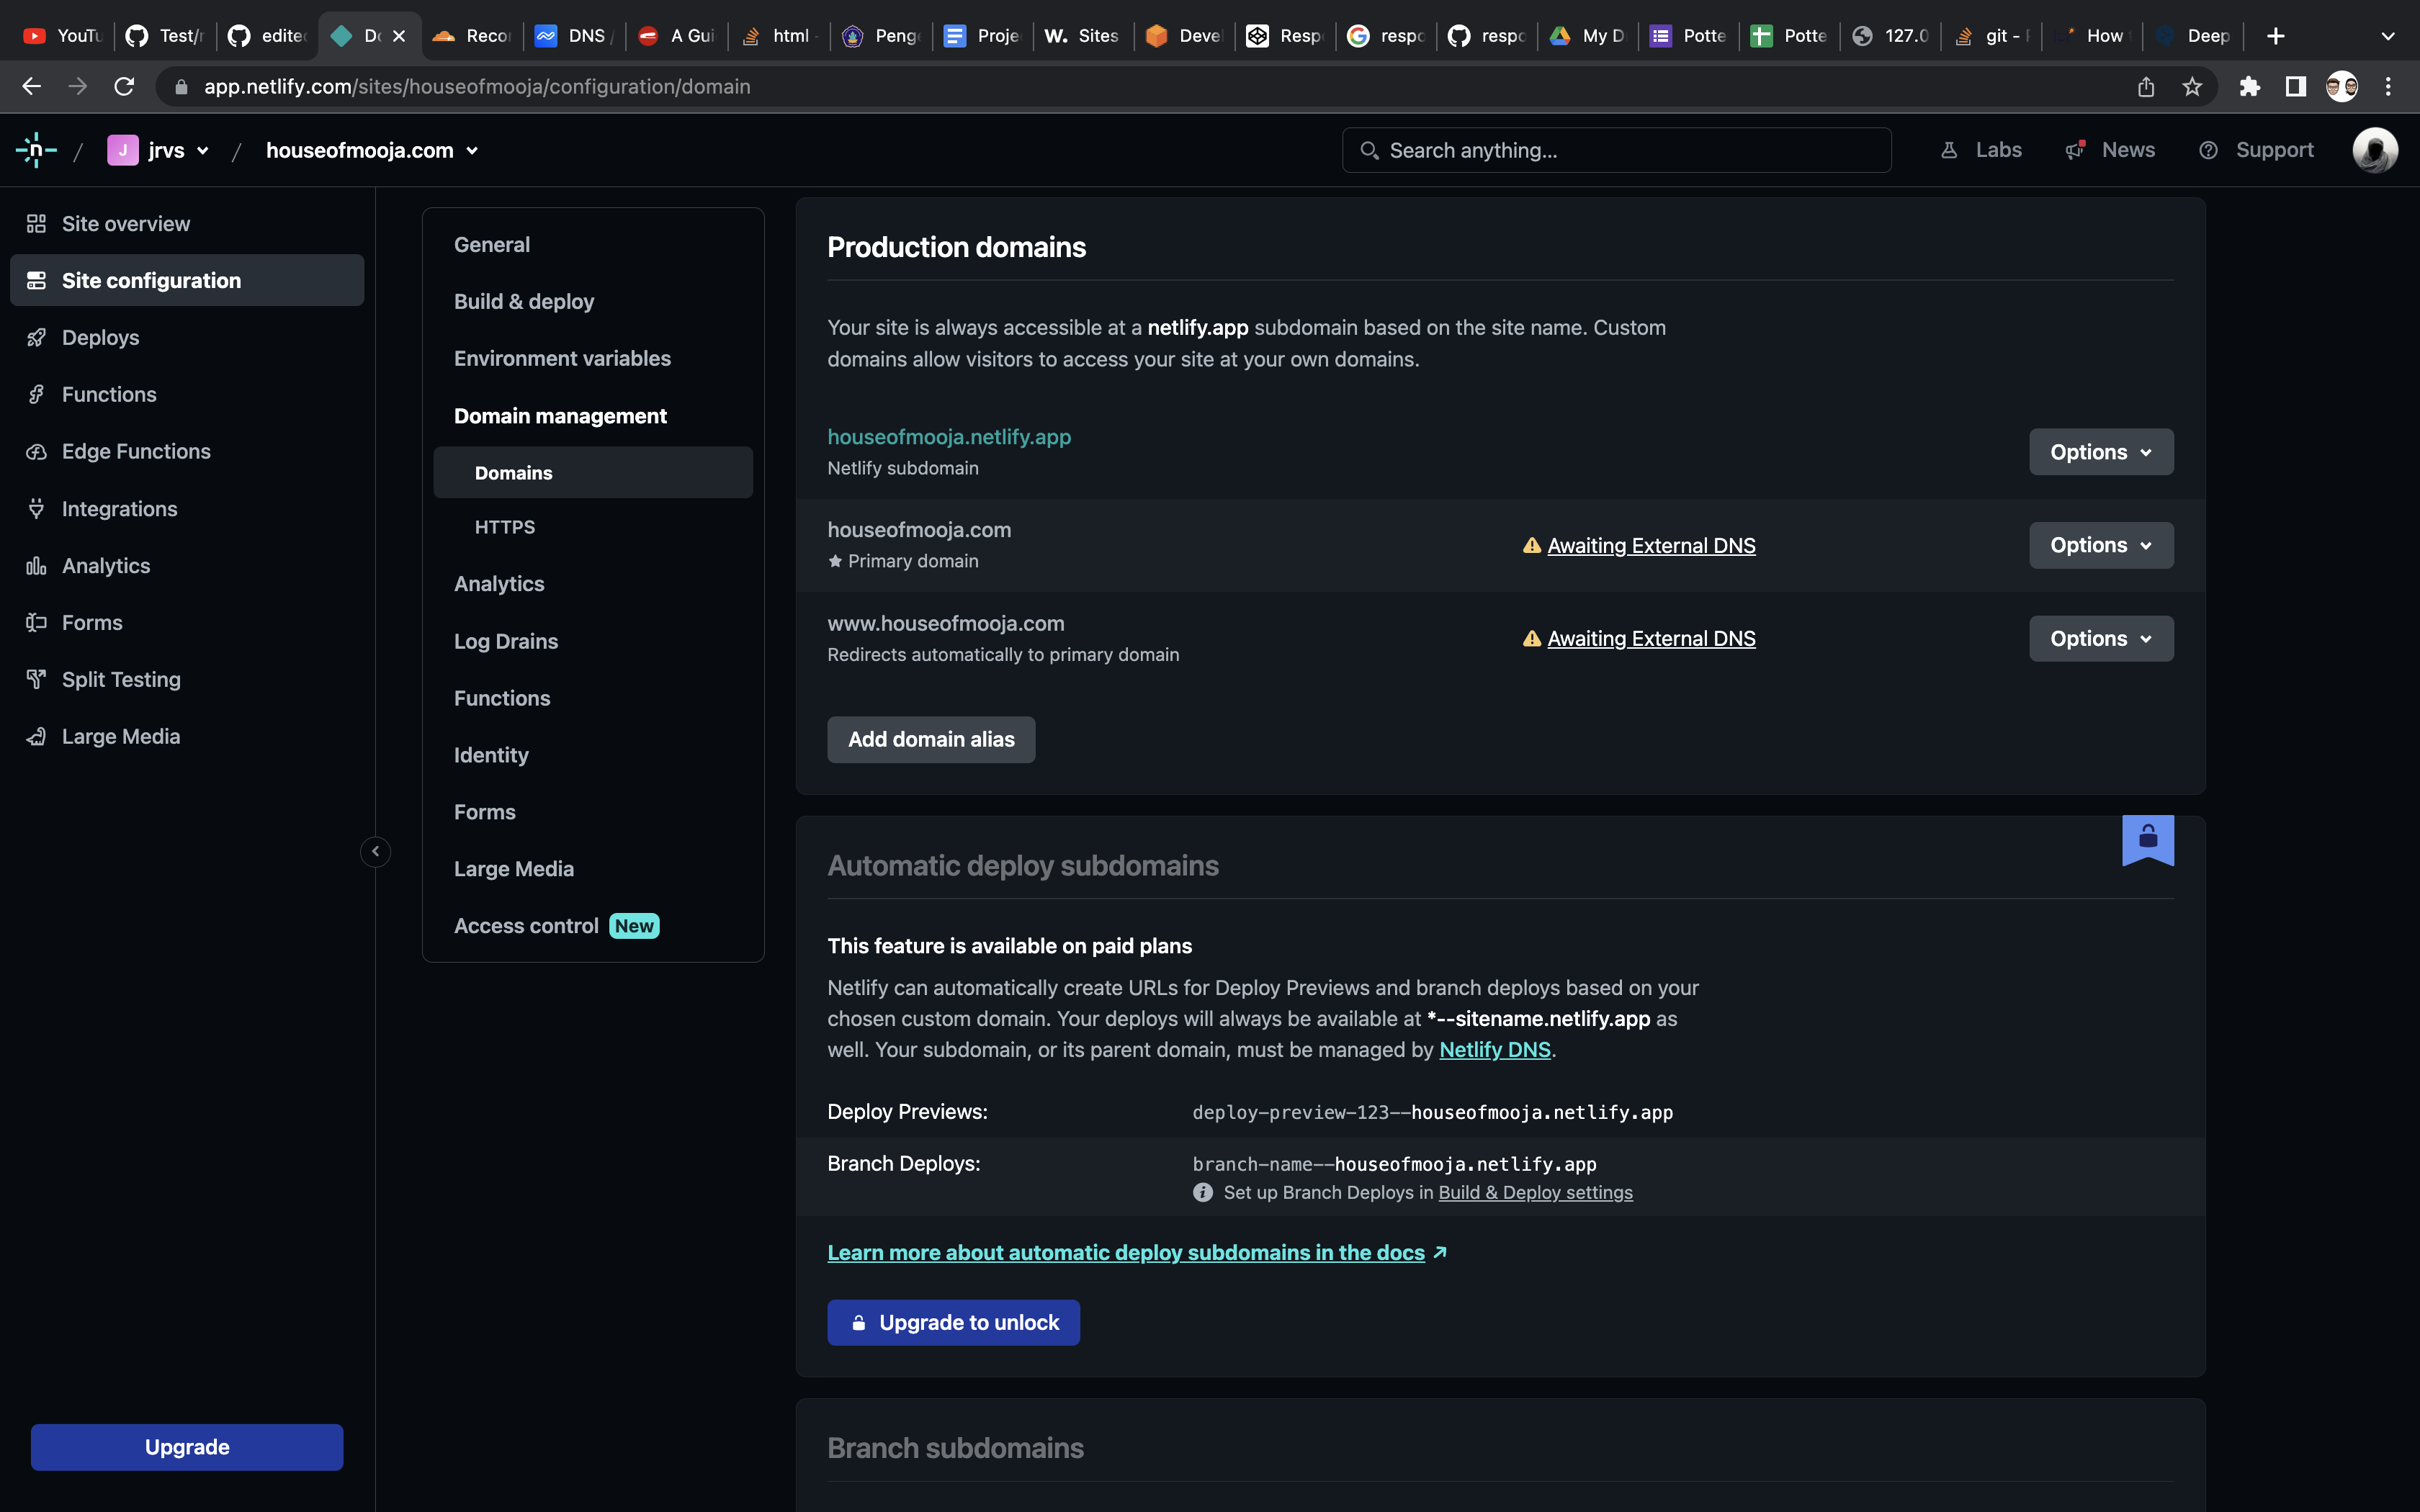 YouTu
Test/r
edited
Do
Recor
DNS /
A Gui
html -
Penge
Proje
W. Sites
Devel
Resp
respo
respo
My D
Potte
Potte
127.0
git - F
How
Deep
app.netlify.com/sites/houseofmooja/configuration/domain
n / J jrvs / houseofmooja.com
Search anything...
Labs
News
Support
Site overview
Site configuration
Deploys
Functions
Edge Functions
Integrations
Analytics
Forms
Split Testing
Large Media
Upgrade
General
Build & deploy
Environment variables
Domain management
Domains
HTTPS
Analytics
Log Drains
Functions
Identity
Forms
Large Media
Access control New
Production domains
Your site is always accessible at a netlify.app subdomain based on the site name. Custom
domains allow visitors to access your site at your own domains.
houseofmooja.netlify.app
Netlify subdomain
Options
houseofmooja.com
Primary domain
Awaiting External DNS
Options
www.houseofmooja.com
Redirects automatically to primary domain
Awaiting External DNS
Options
Add domain alias
Automatic deploy subdomains
This feature is available on paid plans
Netlify can automatically create URLs for Deploy Previews and branch deploys based on your
chosen custom domain. Your deploys will always be available at *--sitename.netlify.app as
well. Your subdomain, or its parent domain, must be managed by Netlify DNS.
Deploy Previews: deploy-preview-123--houseofmooja.netlify.app
Branch Deploys: branch-name--houseofmooja.netlify.app
Set up Branch Deploys in Build & Deploy settings
Learn more about automatic deploy subdomains in the docs
Upgrade to unlock
Branch subdomains